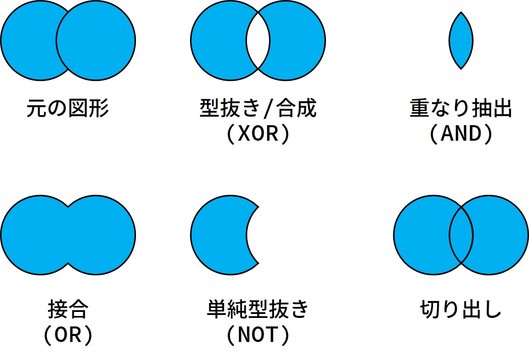 元の図形
型抜き/合成
(XOR)
重なり抽出
(AND)
接合
(OR)
単純型抜き
(NOT)
切り出し